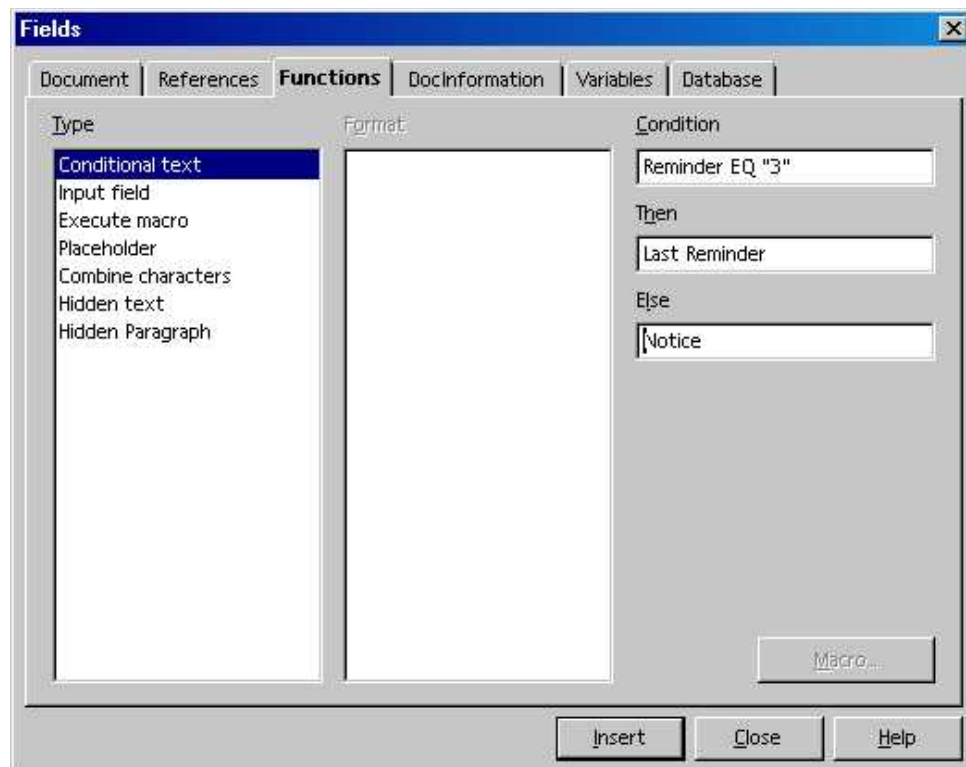 Fields
Document References Functions DocInformation Variables Database
Type
Conditional text
Input field
Execute macro
Placeholder
Combine characters
Hidden text
Hidden Paragraph
Format
Condition
Reminder EQ "3"
Then
Last Reminder
Else
Notice
Macro...
Insert Close Help